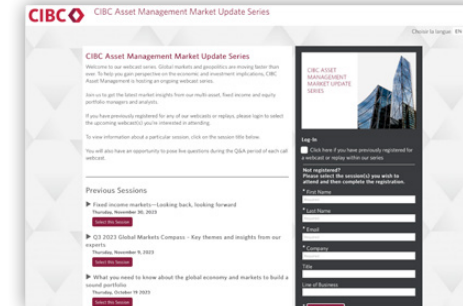 CIBC
CIBC Asset Management Market Update Series
Choisir la langue EN
CIBC Asset Management Market Update Series
Welcome to our webcast series. Global markets and geopolitics are moving faster than
ever. To help you gain perspective on the economic and investment implications, CIBC
Asset Management is hosting an ongoing webcast series.
Join us to get the latest market insights from our multi-asset, fixed income and equity
portfolio managers and analysts.
If you have previously registered for any of our webcasts or replays, please login to select
the upcoming webcast(s) you're interested in attending.
To view information about a particular session, click on the session title below.
You will also have an opportunity to pose live questions during the Q&A period of each call
webcast.
Previous Sessions
Fixed income markets—Looking back, looking forward
Thursday, November 30, 2023
Select this Session
Q3 2023 Global Markets Compass – Key themes and insights from our
experts
Thursday, November 9, 2023
Select this Session
What you need to know about the global economy and markets to build a
sound portfolio
Thursday, October 19 2023
Select this Session
CIBC ASSET
MANAGEMENT
MARKET UPDATE
SERIES
Log-In
Click here if you have previously registered for
a webcast or replay within our series
Not registered?
Please select the session(s) you wish to
attend and then complete the registration.
* First Name
* Last Name
* Email
* Company
Title
Line of Business